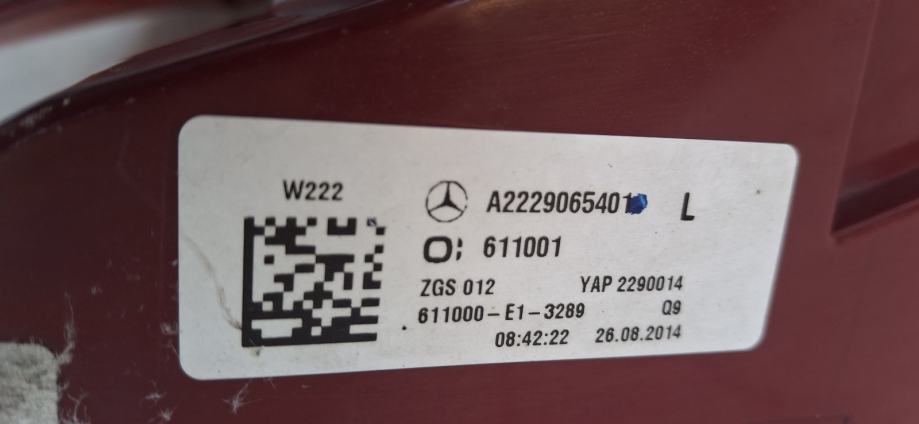 W222
A2229065401 L
O; 611001
ZGS 012 YAP 2290014
611000-E1-3289 Q9
08:42:22 26.08.2014